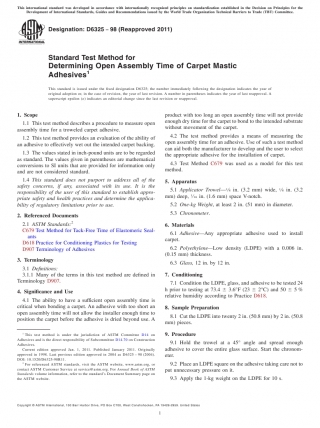 This international standard was developed in accordance with internationally recognized principles on standardization established in the Decision on Principles for the
Development of International Standards, Guides and Recommendations issued by the World Trade Organization Technical Barriers to Trade (TBT) Committee.
Designation: D6325 − 98 (Reapproved 2011)
Standard Test Method for
Determining Open Assembly Time of Carpet Mastic
Adhesives1
This standard is issued under the fixed designation D6325; the number immediately following the designation indicates the year of
original adoption or, in the case of revision, the year of last revision. A number in parentheses indicates the year of last reapproval. A
superscript epsilon (ε) indicates an editorial change since the last revision or reapproval.
1. Scope
1.1 This test method describes a procedure to measure open
assembly time for a troweled carpet adhesive.
1.2 This test method provides an evaluation of the ability of
an adhesive to effectively wet out the intended carpet backing.
1.3 The values stated in inch-pound units are to be regarded
as standard. The values given in parentheses are mathematical
conversions to SI units that are provided for information only
and are not considered standard.
1.4 This standard does not purport to address all of the
safety concerns, if any, associated with its use. It is the
responsibility of the user of this standard to establish appro-
priate safety and health practices and determine the applica-
bility of regulatory limitations prior to use.
2. Referenced Documents
2.1 ASTM Standards:2
C679 Test Method for Tack-Free Time of Elastomeric Seal-
ants
D618 Practice for Conditioning Plastics for Testing
D907 Terminology of Adhesives
3. Terminology
3.1 Definitions:
3.1.1 Many of the terms in this test method are defined in
Terminology D907.
4. Significance and Use
4.1 The ability to have a sufficient open assembly time is
critical when bonding a carpet. An adhesive with too short an
open assembly time will not allow the installer enough time to
position the carpet before the adhesive is dried beyond use. A
1 This test method is under the jurisdiction of ASTM Committee D14 on
Adhesives and is the direct responsibility of Subcommittee D14.70 on Construction
Adhesives.
Current edition approved Jan. 1, 2011. Published January 2011. Originally
approved in 1998. Last previous edition approved in 2004 as D6325 – 98 (2004).
DOI: 10.1520/D6325-98R11.
2 For referenced ASTM standards, visit the ASTM website, www.astm.org, or
contact ASTM Customer Service at service@astm.org. For Annual Book of ASTM
Standards volume information, refer to the standard's Document Summary page on
the ASTM website.
product with too long an open assembly time will not provide
enough dry time for the carpet to bond to the intended substrate
without movement of the carpet.
4.2 The test method provides a means of measuring the
open assembly time for an adhesive. Use of such a test method
can aid both the manufacturer to develop and the user to select
the appropriate adhesive for the installation of carpet.
4.3 Test Method C679 was used as a model for this test
method.
5. Apparatus
5.1 Applicator Trowel—1⁄8 in. (3.2 mm) wide, 1⁄8 in. (3.2
mm) deep, 1⁄16 in. (1.6 mm) space V-notch.
5.2 One-kg Weight, at least 2 in. (51 mm) in diameter.
5.3 Chronometer.
6. Materials
6.1 Adhesive—Any appropriate adhesive used to install
carpet.
6.2 Polyethylene—Low density (LDPE) with a 0.006 in.
(0.15 mm) thickness.
6.3 Glass, 12 in. by 12 in.
7. Conditioning
7.1 Condition the LDPE, glass, and adhesive to be tested 24
h prior to testing at 73.4 ± 3.6°F (23 ± 2°C) and 50 ± 5 %
relative humidity according to Practice D618.
8. Sample Preparation
8.1 Cut the LDPE into twenty 2 in. (50.8 mm) by 2 in. (50.8
mm) pieces.
9. Procedure
9.1 Hold the trowel at a 45° angle and spread enough
adhesive to cover the entire glass surface. Start the chronom-
eter.
9.2 Place an LDPE square on the adhesive taking care not to
put unnecessary pressure on it.
9.3 Apply the 1-kg weight on the LDPE for 10 s.
Copyright © ASTM International, 100 Barr Harbor Drive, PO Box C700, West Conshohocken, PA 19428-2959. United States
1